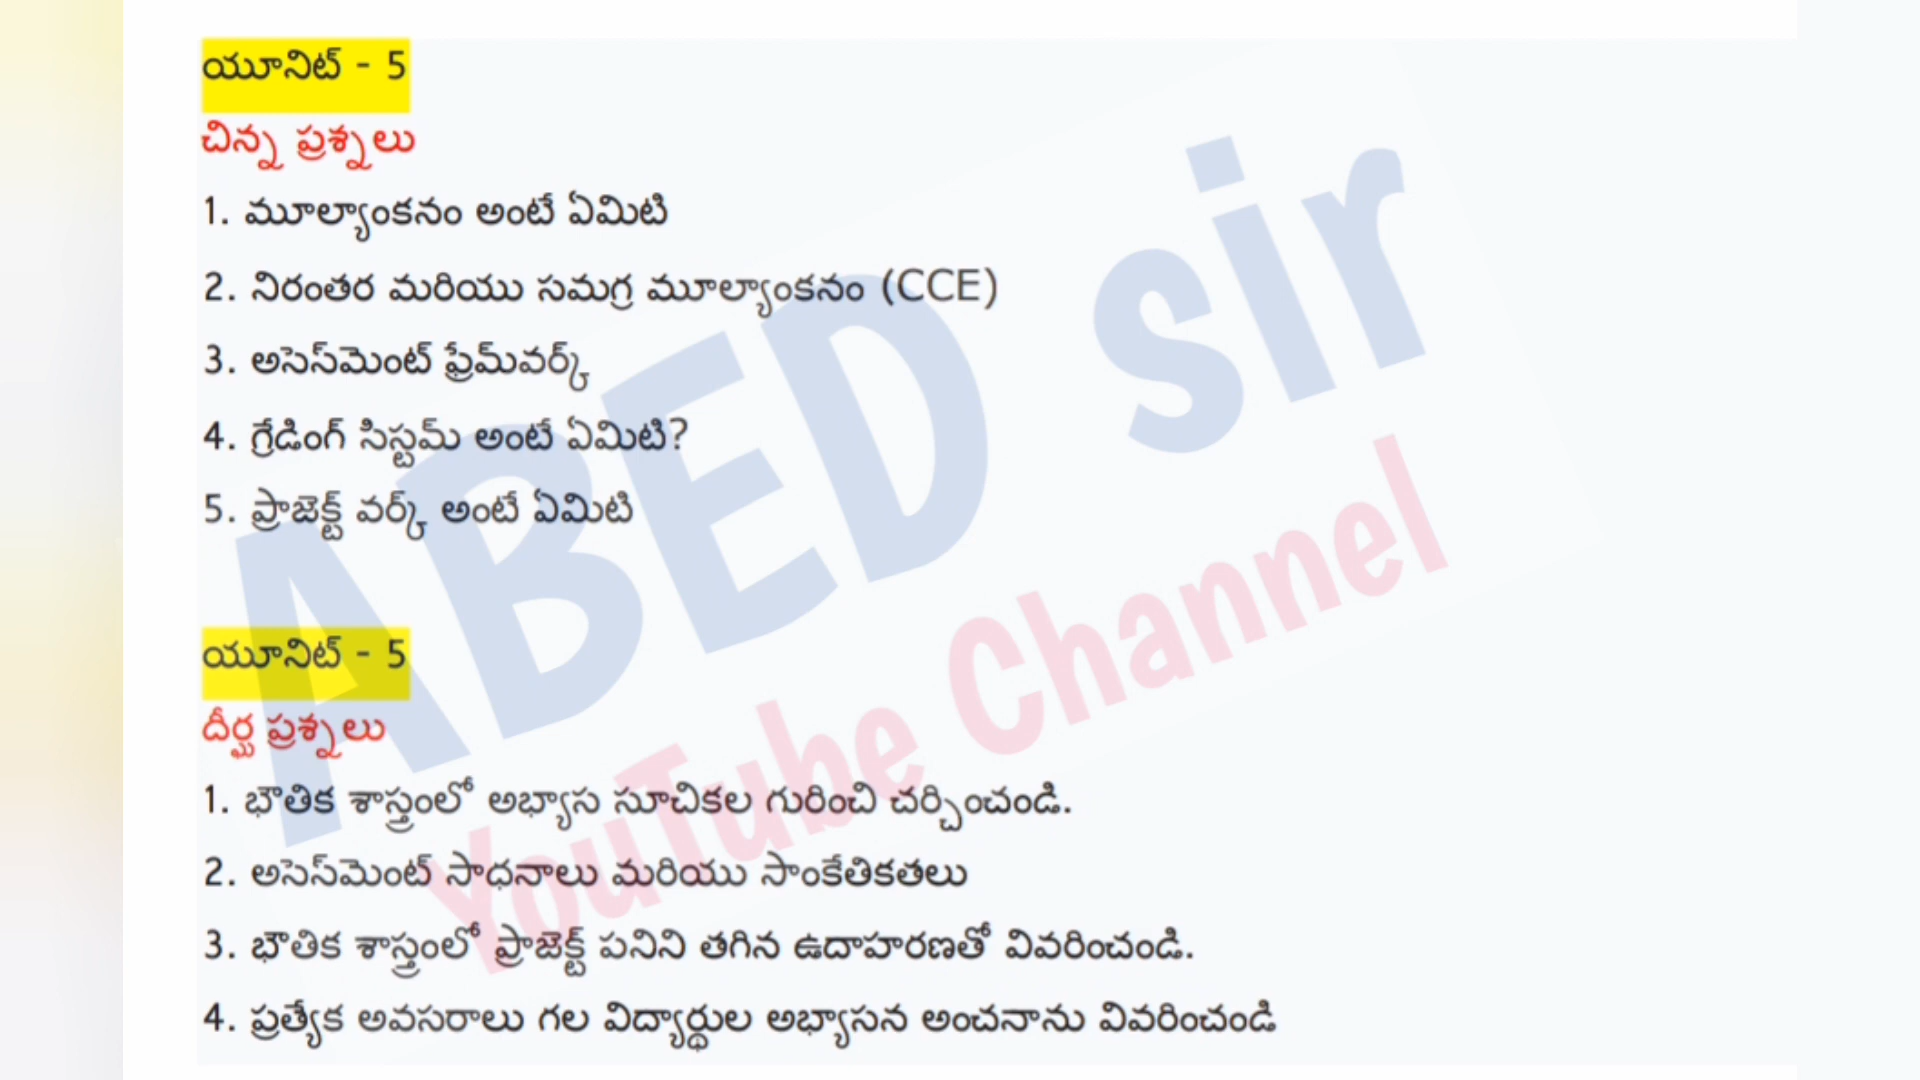 యూనిట్ - 5
చిన్న ప్రశ్నలు
1. మూల్యాంకనం అంటే ఏమిటి
2. నిరంతర మరియు సమగ్ర మూల్యాంకనం (CCE)
3. అసెస్‌మెంట్ ఫ్రేమ్‌వర్క్
4. గ్రేడింగ్ సిస్టమ్ అంటే ఏమిటి?
5. ప్రాజెక్ట్ వర్క్ అంటే ఏమిటి
యూనిట్ - 5
దీర్ఘ ప్రశ్నలు
1. భౌతిక శాస్త్రంలో అభ్యాస సూచికల గురించి చర్చించండి.
2. అసెస్‌మెంట్ సాధనాలు మరియు సాంకేతికతలు
3. భౌతిక శాస్త్రంలో ప్రాజెక్ట్ పనిని తగిన ఉదాహరణతో వివరించండి.
4. ప్రత్యేక అవసరాలు గల విద్యార్థుల అభ్యాసన అంచనాను వివరించండి
ABED sir
YouTube Channel